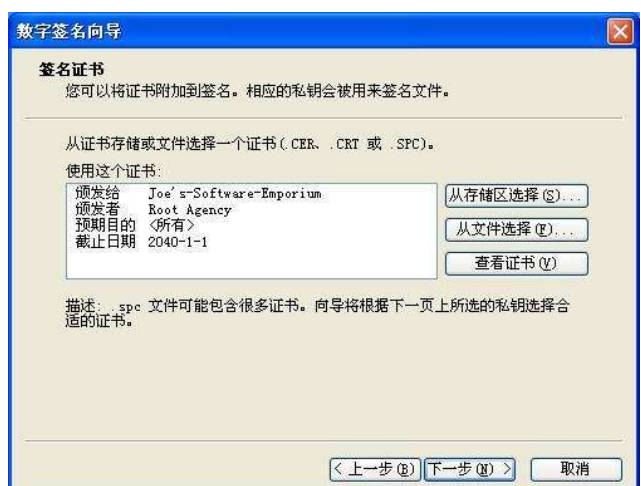 数字签名向导
签名证书
您可以将证书附加到签名。相应的私钥会被用来签名文件。
从证书存储或文件选择一个证书(.CER、.CRT 或 .SPC)。
使用这个证书:
颁发给 Joe's-Software-Emporium
颁发者 Root Agency
预期目的 <所有>
截止日期 2040-1-1
从存储区选择(S)...
从文件选择(F)...
查看证书(V)
描述: .spc 文件可能包含很多证书。向导将根据下一页上所选的私钥选择合
适的证书。
< 上一步(B)
下一步(N) >
取消